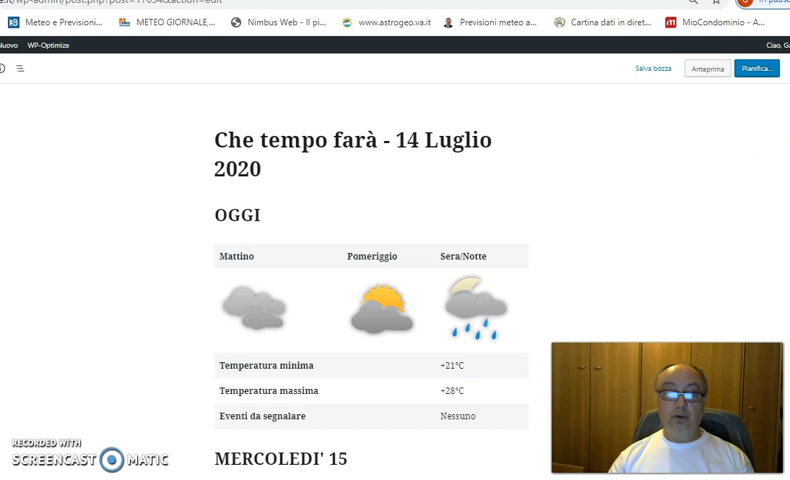 Meteo e Previsioni... METEO GIORNALE,... Nimbus Web - Il pi... www.astrogeo.va.it Previsioni meteo a... Cartina dati in diret... MioCondominio - A...
WP-Optimize Ciao,
Salva bozza Anteprima Pianifica...
Che tempo farà - 14 Luglio
2020
OGGI
Mattino Pomeriggio Sera/Notte
Temperatura minima +21°C
Temperatura massima +28°C
Eventi da segnalare Nessuno
RECORDED WITH
SCREENCAST MATIC
MERCOLEDI' 15